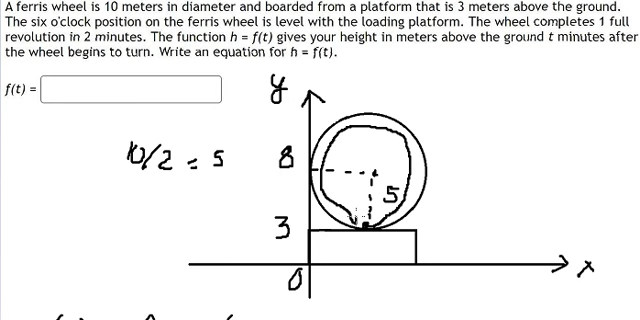 A ferris wheel is 10 meters in diameter and boarded from a platform that is 3 meters above the ground.
The six o'clock position on the ferris wheel is level with the loading platform. The wheel completes 1 full
revolution in 2 minutes. The function h = f(t) gives your height in meters above the ground t minutes after
the wheel begins to turn. Write an equation for h = f(t).
f(t) =
y
10/2 = 5
8
5
3
0
x